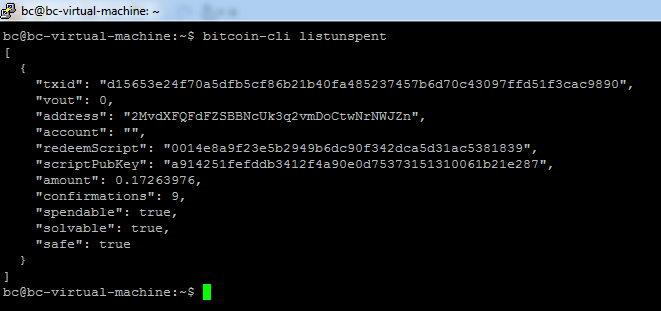 bc@bc-virtual-machine: ~
bc@bc-virtual-machine:~$ bitcoin-cli listunspent
[
  {
    "txid": "d15653e24f70a5dfb5cf86b21b40fa485237457b6d70c43097ffd51f3cac9890",
    "vout": 0,
    "address": "2MvdXFQFdFZSBBNcUk3q2vmDoCtwNrNWJZn",
    "account": "",
    "redeemScript": "0014e8a9f23e5b2949b6dc90f342dca5d31ac5381839",
    "scriptPubKey": "a914251fefddb3412f4a90e0d75373151310061b21e287",
    "amount": 0.17263976,
    "confirmations": 9,
    "spendable": true,
    "solvable": true,
    "safe": true
  }
]
bc@bc-virtual-machine:~$